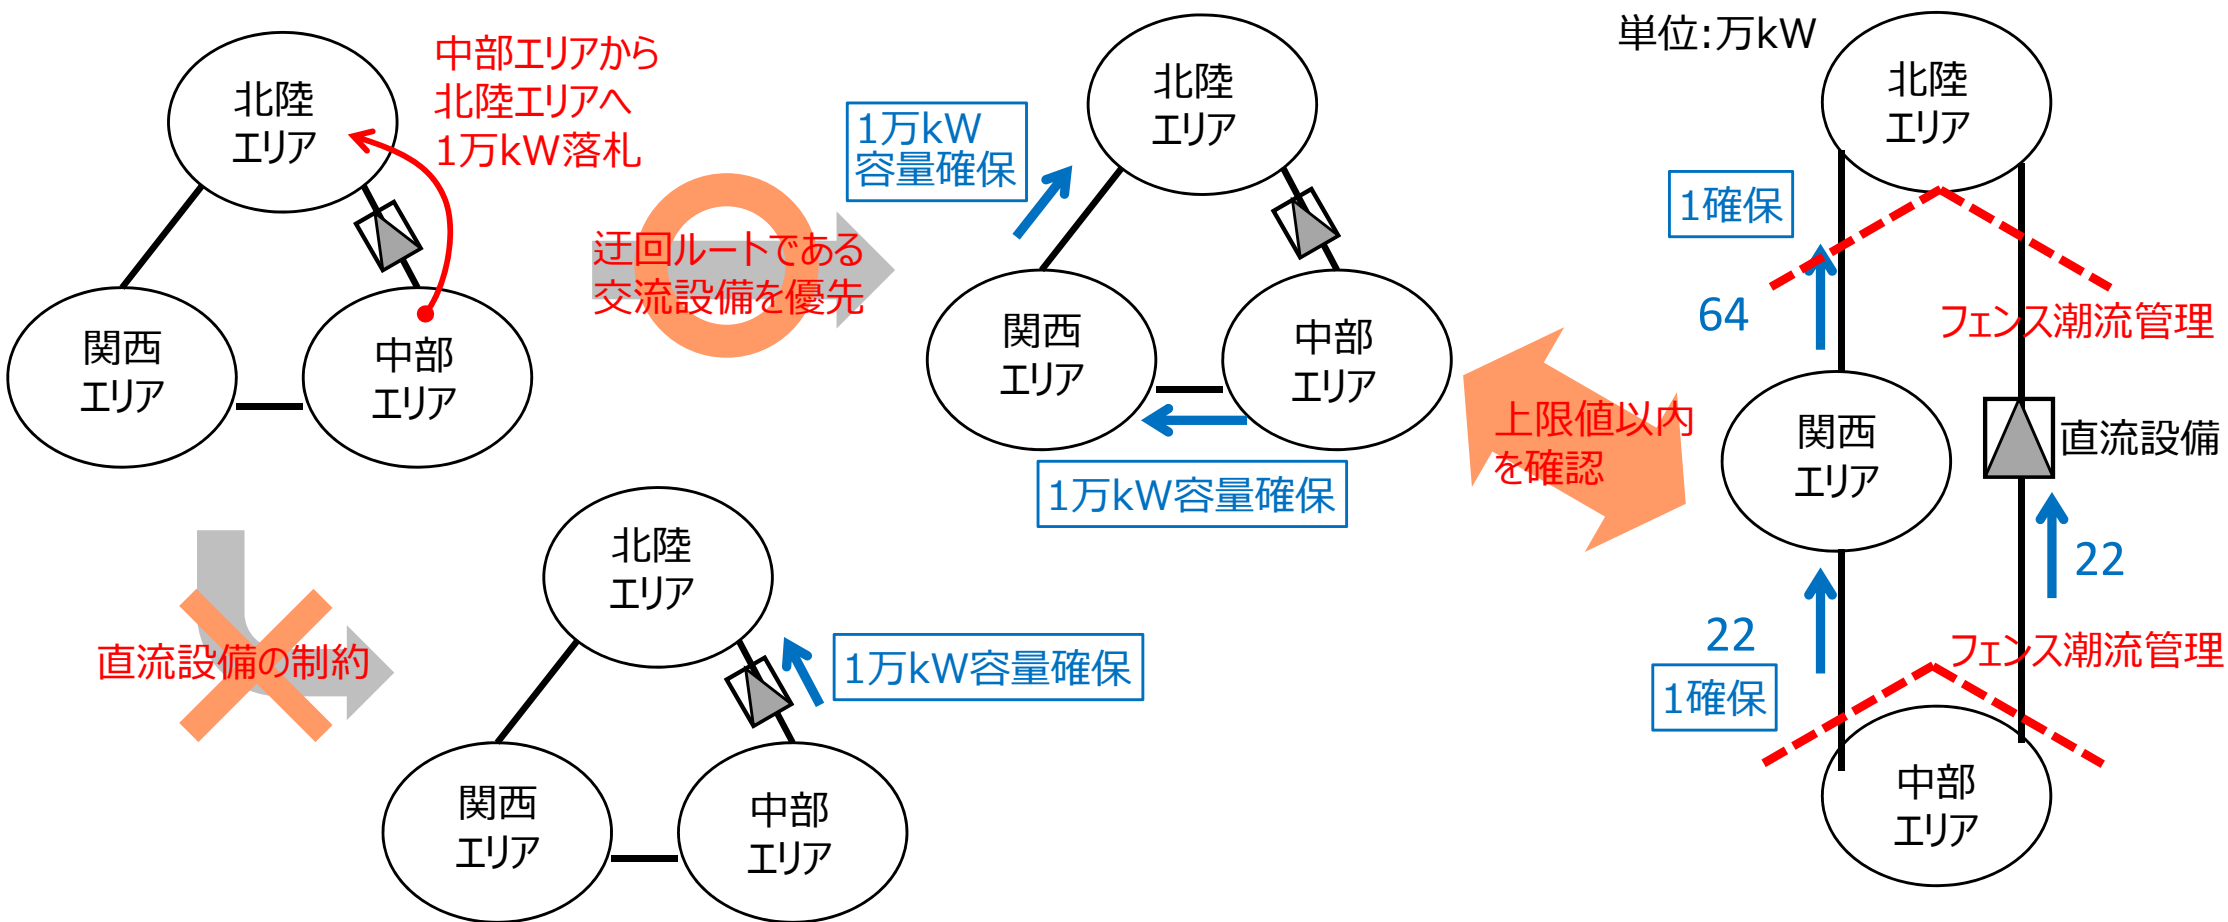 北陸
エリア
関西
エリア
中部
エリア
中部エリアから
北陸エリアへ
1万kW落札
迂回ルートである
交流設備を優先
1万kW
容量確保
北陸
エリア
関西
エリア
中部
エリア
1万kW容量確保
上限値以内
を確認
直流設備の制約
北陸
エリア
関西
エリア
中部
エリア
1万kW容量確保
単位:万kW
北陸
エリア
1確保
64
フェンス潮流管理
関西
エリア
直流設備
22
22
1確保
フェンス潮流管理
中部
エリア